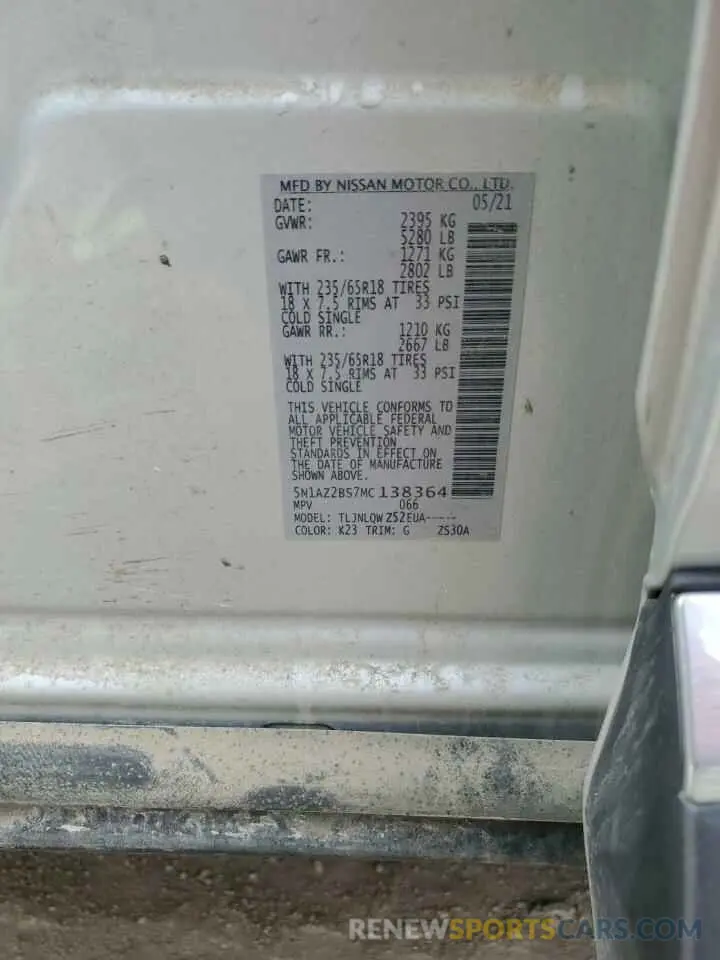 MFD BY NISSAN MOTOR CO., LTD.
DATE: 05/21
GVWR: 2395 KG
5280 LB
GAWR FR.: 1271 KG
2802 LB
WITH 235/65R18 TIRES
18 X 7.5 RIMS AT 33 PSI
COLD SINGLE
GAWR RR.: 1210 KG
2667 LB
WITH 235/65R18 TIRES
18 X 7.5 RIMS AT 33 PSI
COLD SINGLE
THIS VEHICLE CONFORMS TO
ALL APPLICABLE FEDERAL
MOTOR VEHICLE SAFETY AND
THEFT PREVENTION
STANDARDS IN EFFECT ON
THE DATE OF MANUFACTURE
SHOWN ABOVE.
5N1AZ2BS7MC138364
MPV 066
MODEL: TLJNLQWZ52EUA------
COLOR: K23 TRIM: G ZS30A
RENEWSPORTSCARS.COM